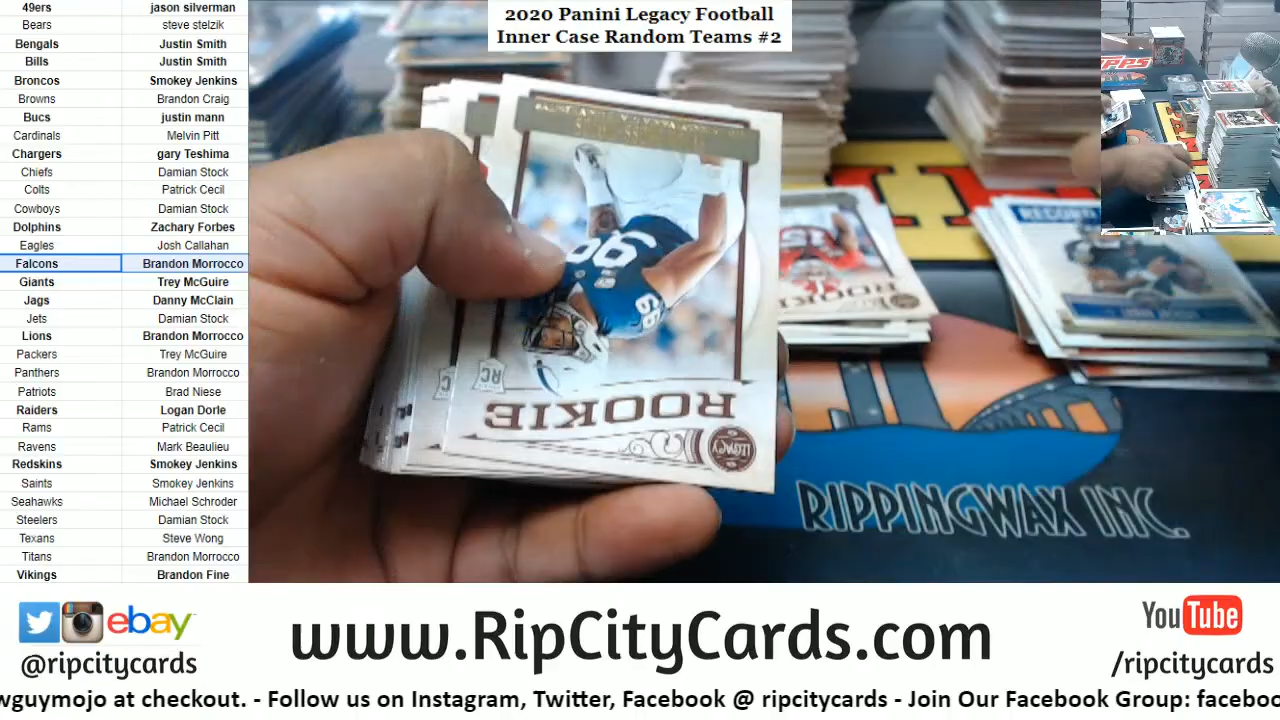 2020 Panini Legacy Football
Inner Case Random Teams #2
49ers jason silverman
Bears steve stelzik
Bengals Justin Smith
Bills Justin Smith
Broncos Smokey Jenkins
Browns Brandon Craig
Bucs justin mann
Cardinals Melvin Pitt
Chargers gary Teshima
Chiefs Damian Stock
Colts Patrick Cecil
Cowboys Damian Stock
Dolphins Zachary Forbes
Eagles Josh Callahan
Falcons Brandon Morrocco
Giants Trey McGuire
Jags Danny McClain
Jets Damian Stock
Lions Brandon Morrocco
Packers Trey McGuire
Panthers Brandon Morrocco
Patriots Brad Niese
Raiders Logan Dorle
Rams Patrick Cecil
Ravens Mark Beaulieu
Redskins Smokey Jenkins
Saints Smokey Jenkins
Seahawks Michael Schroder
Steelers Damian Stock
Texans Steve Wong
Titans Brandon Morrocco
Vikings Brandon Fine
99
99
RC
ROOKIE
LEGACY
ROOKIE
RECORD
RIPPINGWAX INC.
ebay
@ripcitycards
www.RipCityCards.com
YouTube
/ripcitycards
wguymojo at checkout. - Follow us on Instagram, Twitter, Facebook @ ripcitycards - Join Our Facebook Group: faceboo